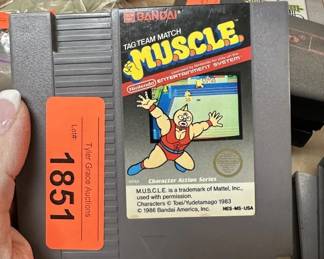 BANDAI
TAG TEAM MATCH
M.U.S.C.L.E.
Nintendo
ENTERTAINMENT SYSTEM
Character Action Series
M.U.S.C.L.E. is a trademark of Mattel, Inc.,
used with permission.
Characters © Toei/Yudetamago 1983
© 1986 Bandai America, Inc.
NES-MS-USA
Lot#
1851
Tyler Grace Auctions